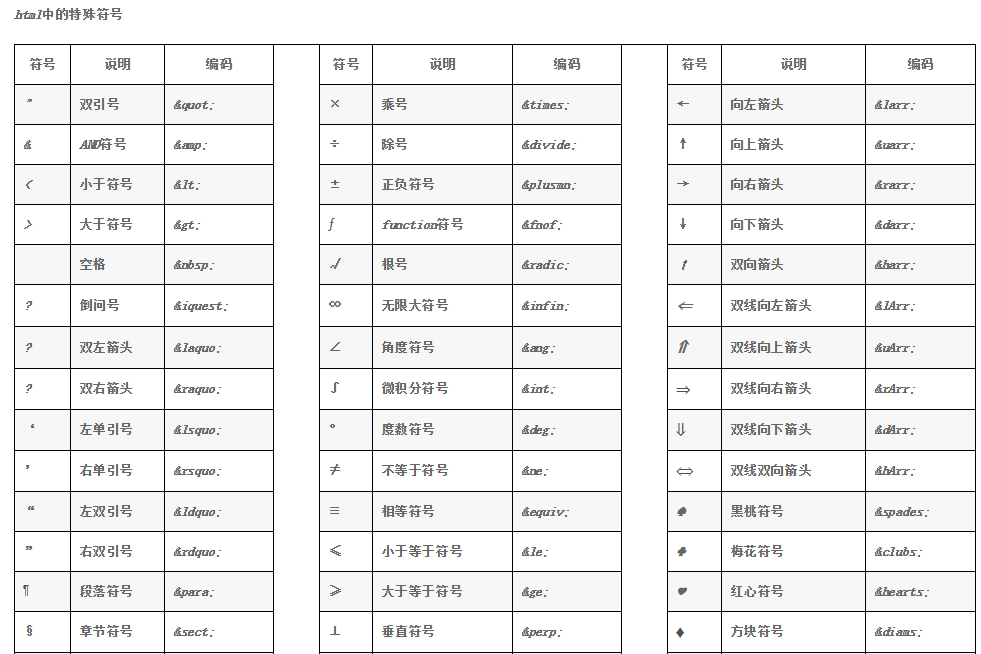 html中的特殊符号
符号 说明 编码 符号 说明 编码 符号 说明 编码
" 双引号 &quot; × 乘号 &times; ← 向左箭头 &larr;
& AND符号 &amp; ÷ 除号 &divide; ↑ 向上箭头 &uarr;
< 小于符号 &lt; ± 正负符号 &plusmn; → 向右箭头 &rarr;
> 大于符号 &gt; ƒ function符号 &fnof; ↓ 向下箭头 &darr;
空格 &nbsp; √ 根号 &radic; ↑ 双向箭头 &harr;
? 倒问号 &iquest; ∞ 无限大符号 &infin; ⇐ 双线向左箭头 &lArr;
? 双左箭头 &laquo; ∠ 角度符号 &ang; ⇑ 双线向上箭头 &uArr;
? 双右箭头 &raquo; ∫ 微积分符号 &int; ⇒ 双线向右箭头 &rArr;
‘ 左单引号 &lsquo; ° 度数符号 &deg; ⇓ 双线向下箭头 &dArr;
’ 右单引号 &rsquo; ≠ 不等于符号 &ne; ⇔ 双线双向箭头 &hArr;
“ 左双引号 &ldquo; ≡ 相等符号 &equiv; ♠ 黑桃符号 &spades;
” 右双引号 &rdquo; ≤ 小于等于符号 &le; ♣ 梅花符号 &clubs;
¶ 段落符号 &para; ≥ 大于等于符号 &ge; ♥ 红心符号 &hearts;
§ 章节符号 &sect; ⊥ 垂直符号 &perp; ♦ 方块符号 &diams;